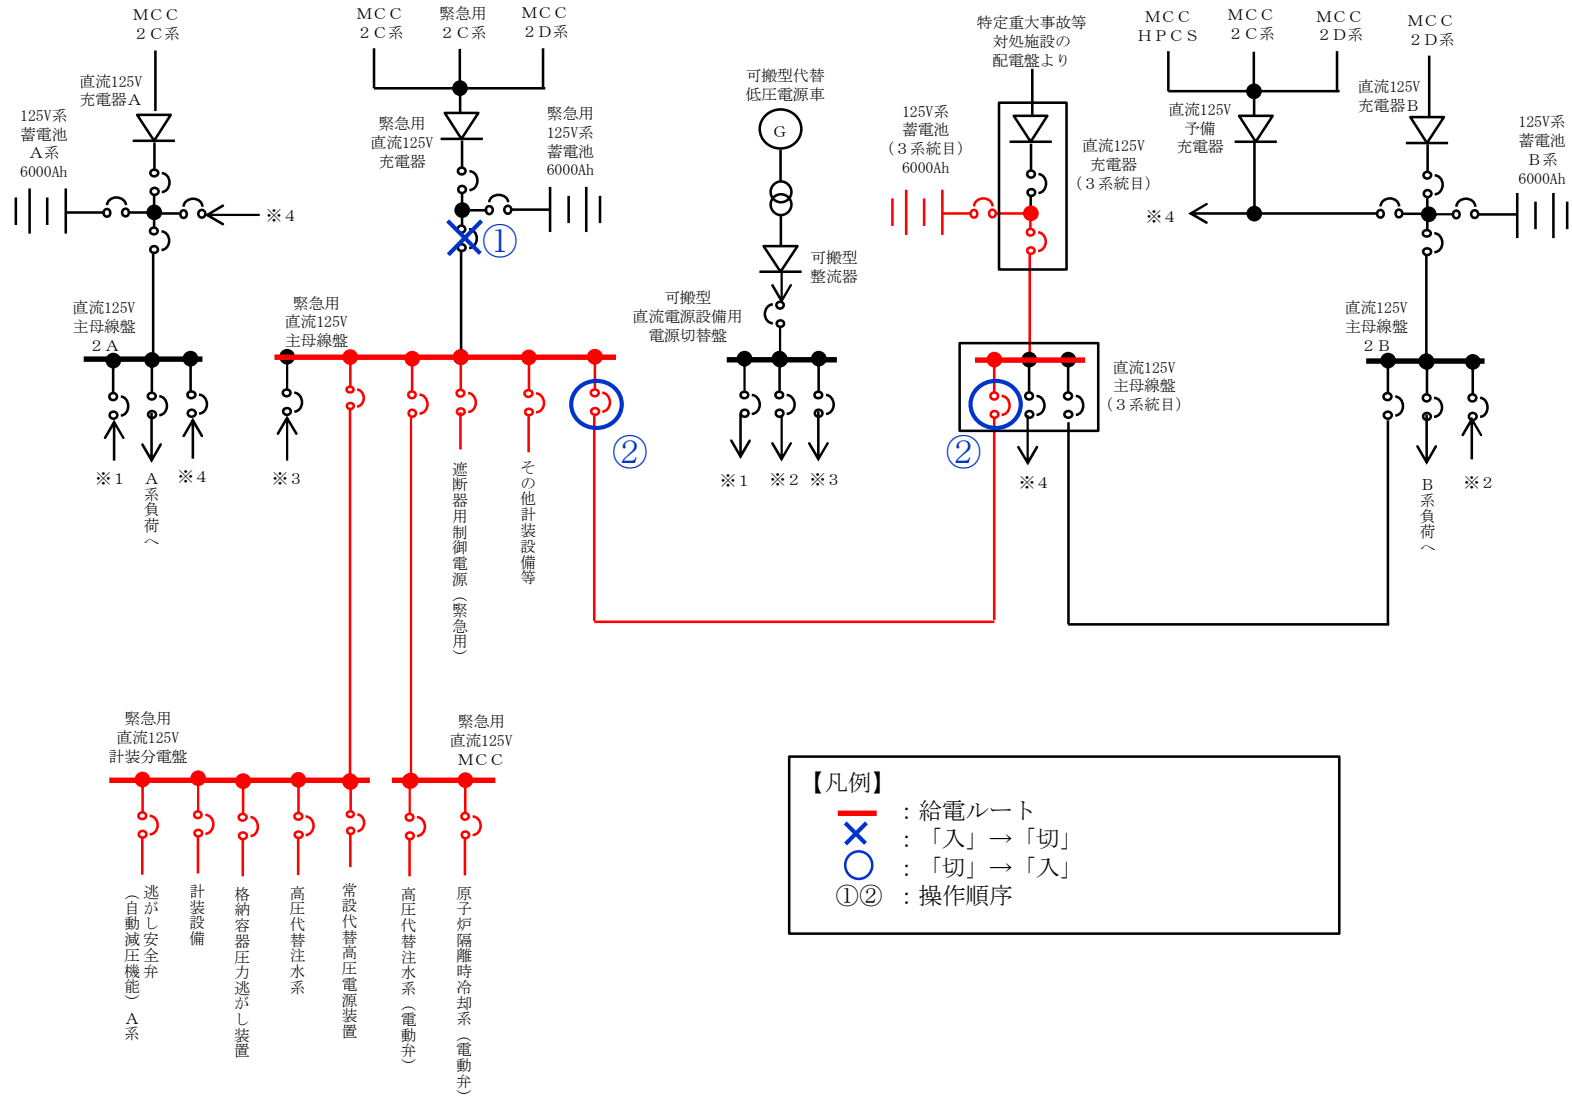 ＭＣＣ
２Ｃ系
直流125V
充電器Ａ
125V系
蓄電池
Ａ系
6000Ah
※４
ＭＣＣ
２Ｃ系
緊急用
２Ｃ系
ＭＣＣ
２Ｄ系
緊急用
直流125V
充電器
緊急用
125V系
蓄電池
6000Ah
①
可搬型代替
低圧電源車
G
可搬型
整流器
可搬型
直流電源設備用
電源切替盤
特定重大事故等
対処施設の
配電盤より
125V系
蓄電池
（３系統目）
6000Ah
直流125V
充電器
（３系統目）
ＭＣＣ
ＨＰＣＳ
ＭＣＣ
２Ｃ系
ＭＣＣ
２Ｄ系
ＭＣＣ
２Ｄ系
直流125V
予備
充電器
直流125V
充電器Ｂ
125V系
蓄電池
Ｂ系
6000Ah
※４
直流125V
主母線盤
２Ａ
緊急用
直流125V
主母線盤
直流125V
主母線盤
（３系統目）
直流125V
主母線盤
２Ｂ
※１
Ａ系負荷へ
※４
※３
遮断器用制御電源（緊急用）
その他計装設備等
②
※１
※２
※３
②
※４
Ｂ系負荷へ
※２
緊急用
直流125V
計装分電盤
緊急用
直流125V
ＭＣＣ
逃がし安全弁
（自動減圧機能）Ａ系
計装設備
格納容器圧力逃がし装置
高圧代替注水系
常設代替高圧電源装置
高圧代替注水系（電動弁）
原子炉隔離時冷却系（電動弁）
【凡例】
：給電ルート
：「入」→「切」
：「切」→「入」
①②：操作順序